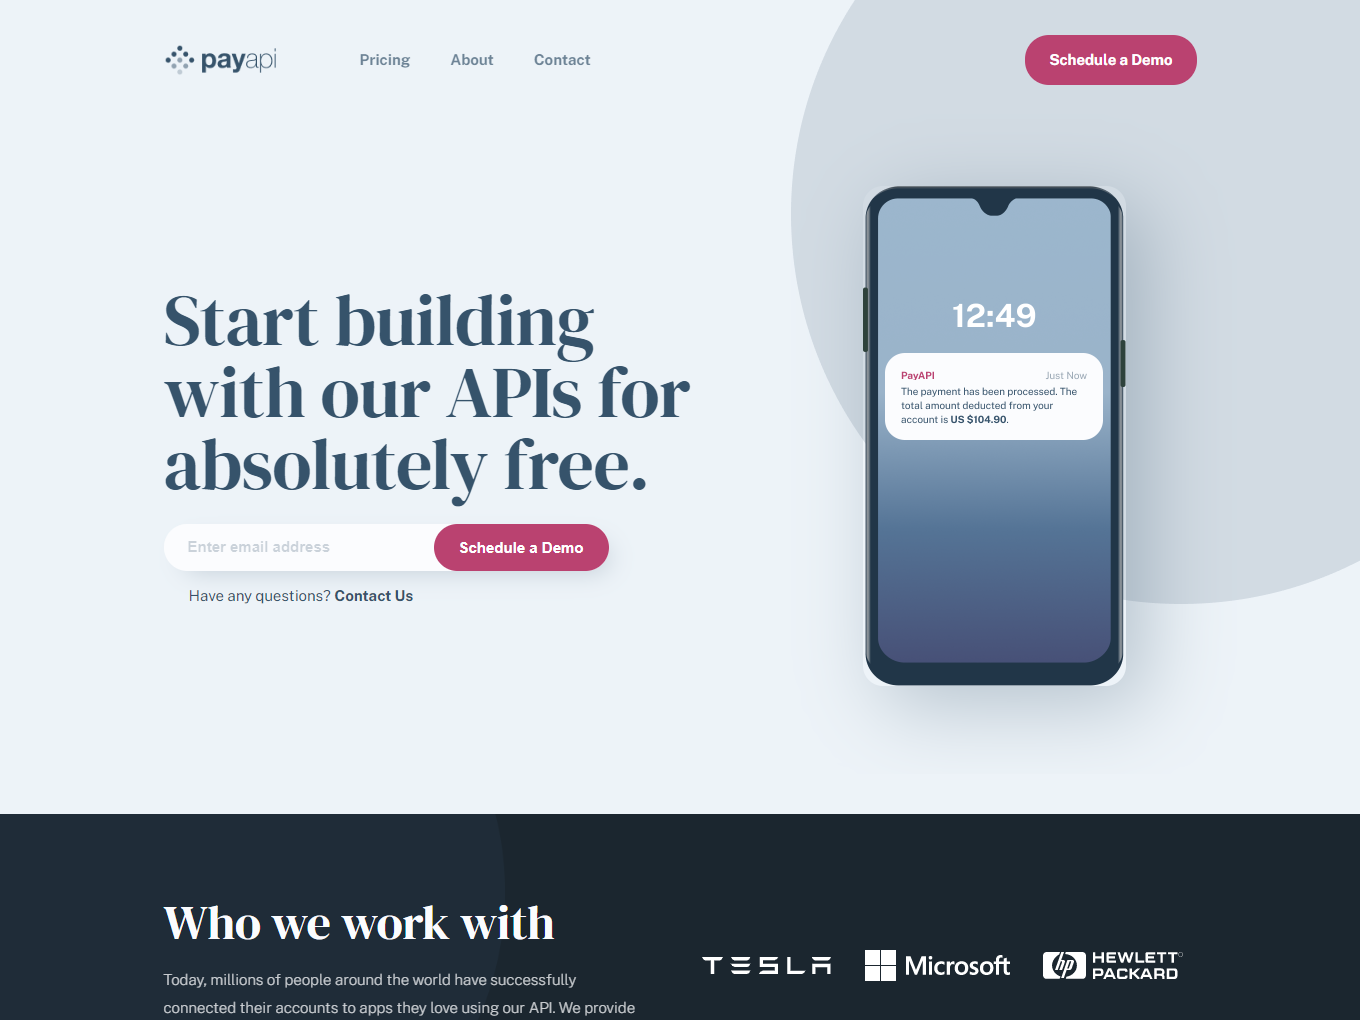 payapi
Pricing
About
Contact
Schedule a Demo
Start building
with our APIs for
absolutely free.
Enter email address
Schedule a Demo
Have any questions? Contact Us
12:49
PayAPI
Just Now
The payment has been processed. The
total amount deducted from your
account is US $104.90.
Who we work with
Today, millions of people around the world have successfully
connected their accounts to apps they love using our API. We provide
TESLA
Microsoft
hp
HEWLETT
PACKARD